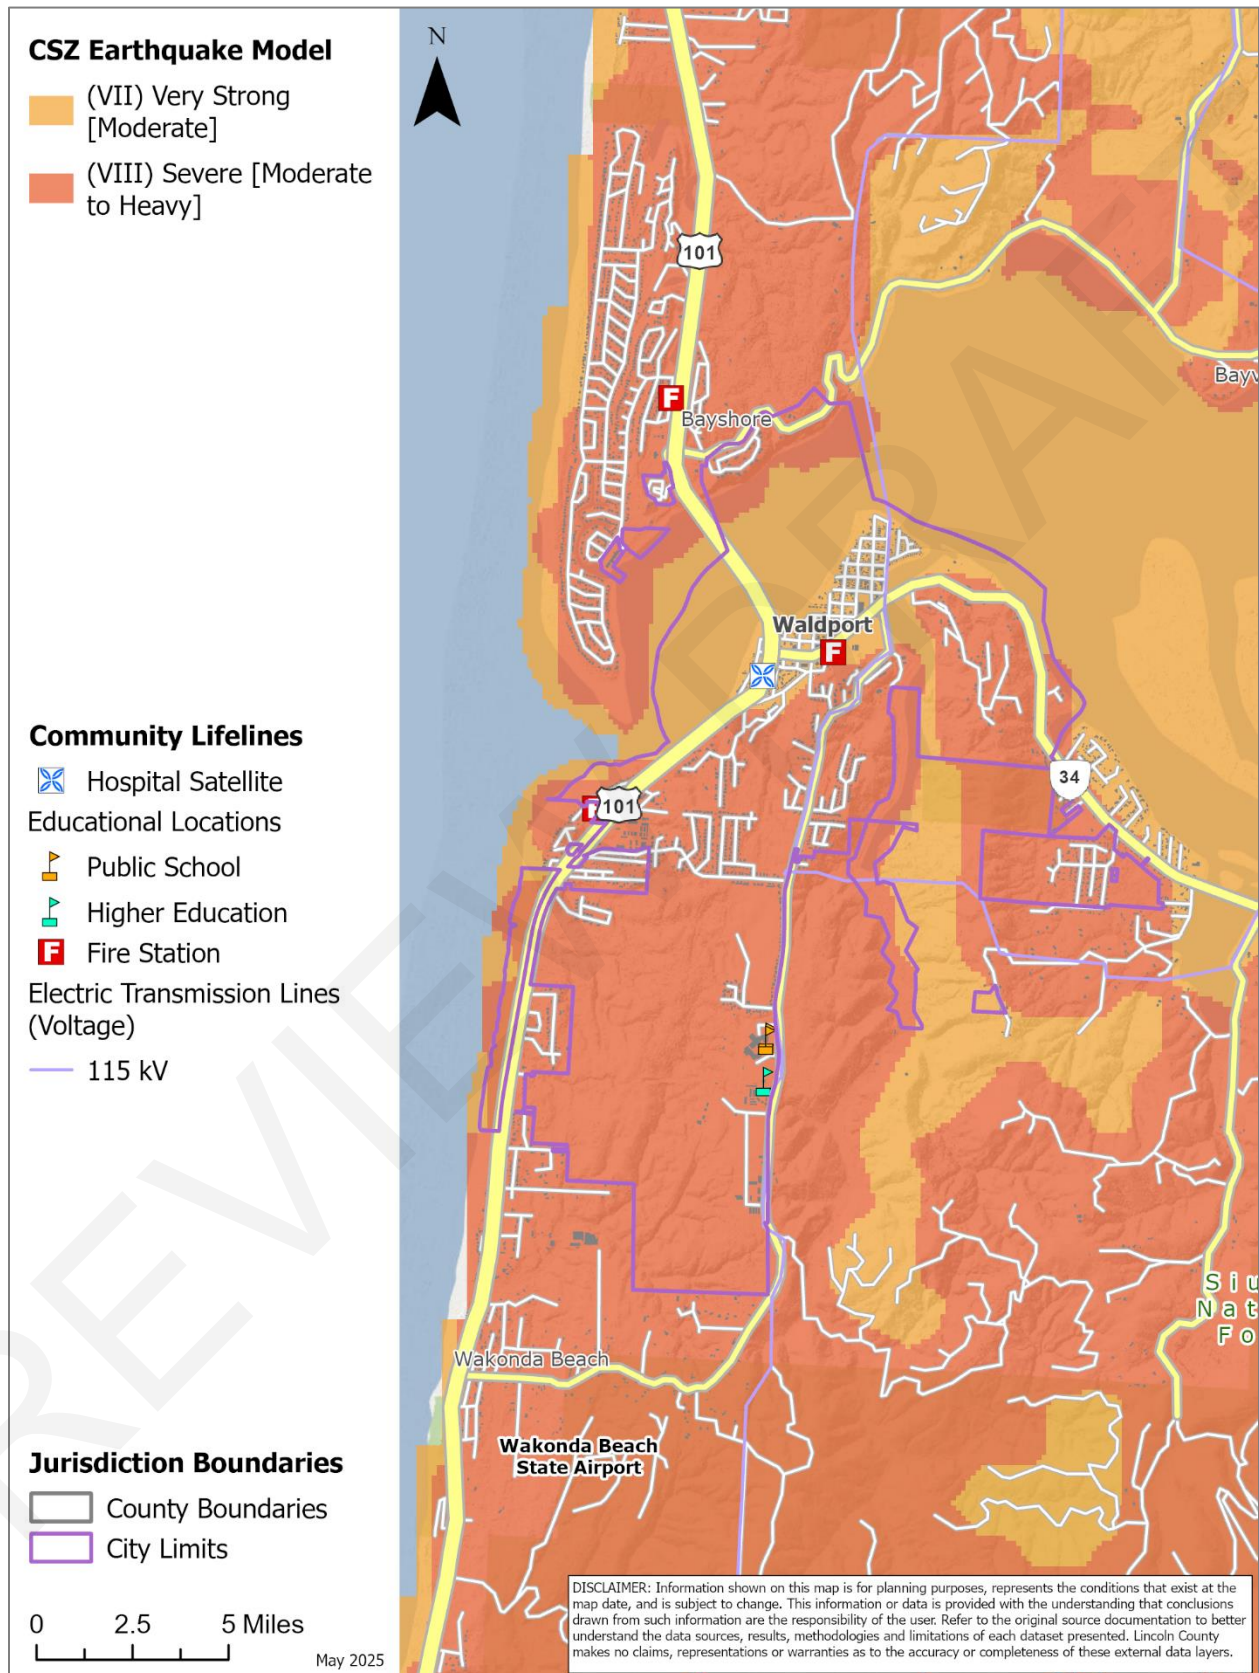 CSZ Earthquake Model
(VII) Very Strong
[Moderate]
(VIII) Severe [Moderate
to Heavy]
Community Lifelines
Hospital Satellite
Educational Locations
Public School
Higher Education
F Fire Station
Electric Transmission Lines
(Voltage)
115 kV
Jurisdiction Boundaries
County Boundaries
City Limits
0 2.5 5 Miles
May 2025
N
101
Bayv
F
Bayshore
Waldport
F
34
101
Siu
Nat
Fo
Wakonda Beach
Wakonda Beach
State Airport
DISCLAIMER: Information shown on this map is for planning purposes, represents the conditions that exist at the
map date, and is subject to change. This information or data is provided with the understanding that conclusions
drawn from such information are the responsibility of the user. Refer to the original source documentation to better
understand the data sources, results, methodologies and limitations of each dataset presented. Lincoln County
makes no claims, representations or warranties as to the accuracy or completeness of these external data layers.
REVIEW DRAF